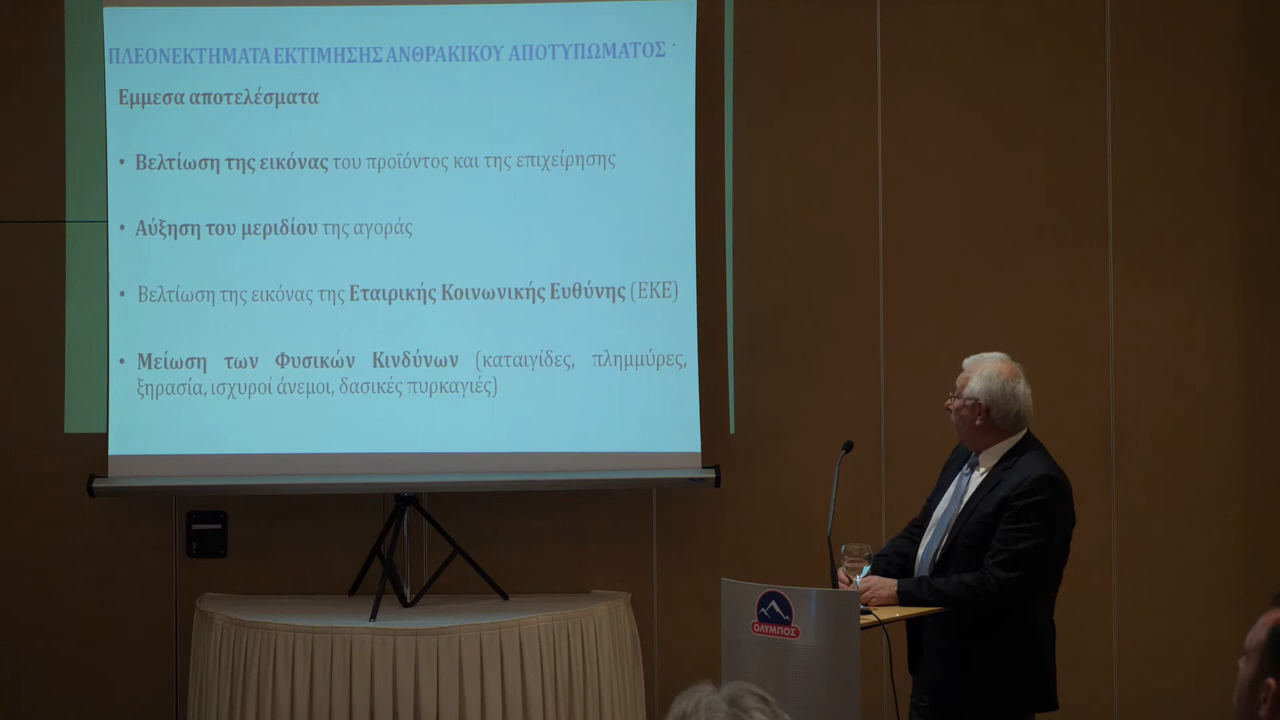 ΠΛΕΟΝΕΚΤΗΜΑΤΑ ΕΚΤΙΜΗΣΗΣ ΑΝΘΡΑΚΙΚΟΥ ΑΠΟΤΥΠΩΜΑΤΟΣ
Εμμεσα αποτελέσματα
• Βελτίωση της εικόνας του προϊόντος και της επιχείρησης
• Αύξηση του μεριδίου της αγοράς
• Βελτίωση της εικόνας της Εταιρικής Κοινωνικής Ευθύνης (ΕΚΕ)
• Μείωση των Φυσικών Κινδύνων (καταιγίδες, πλημμύρες,
ξηρασία, ισχυροί άνεμοι, δασικές πυρκαγιές)
ΟΛΥΜΠΟΣ